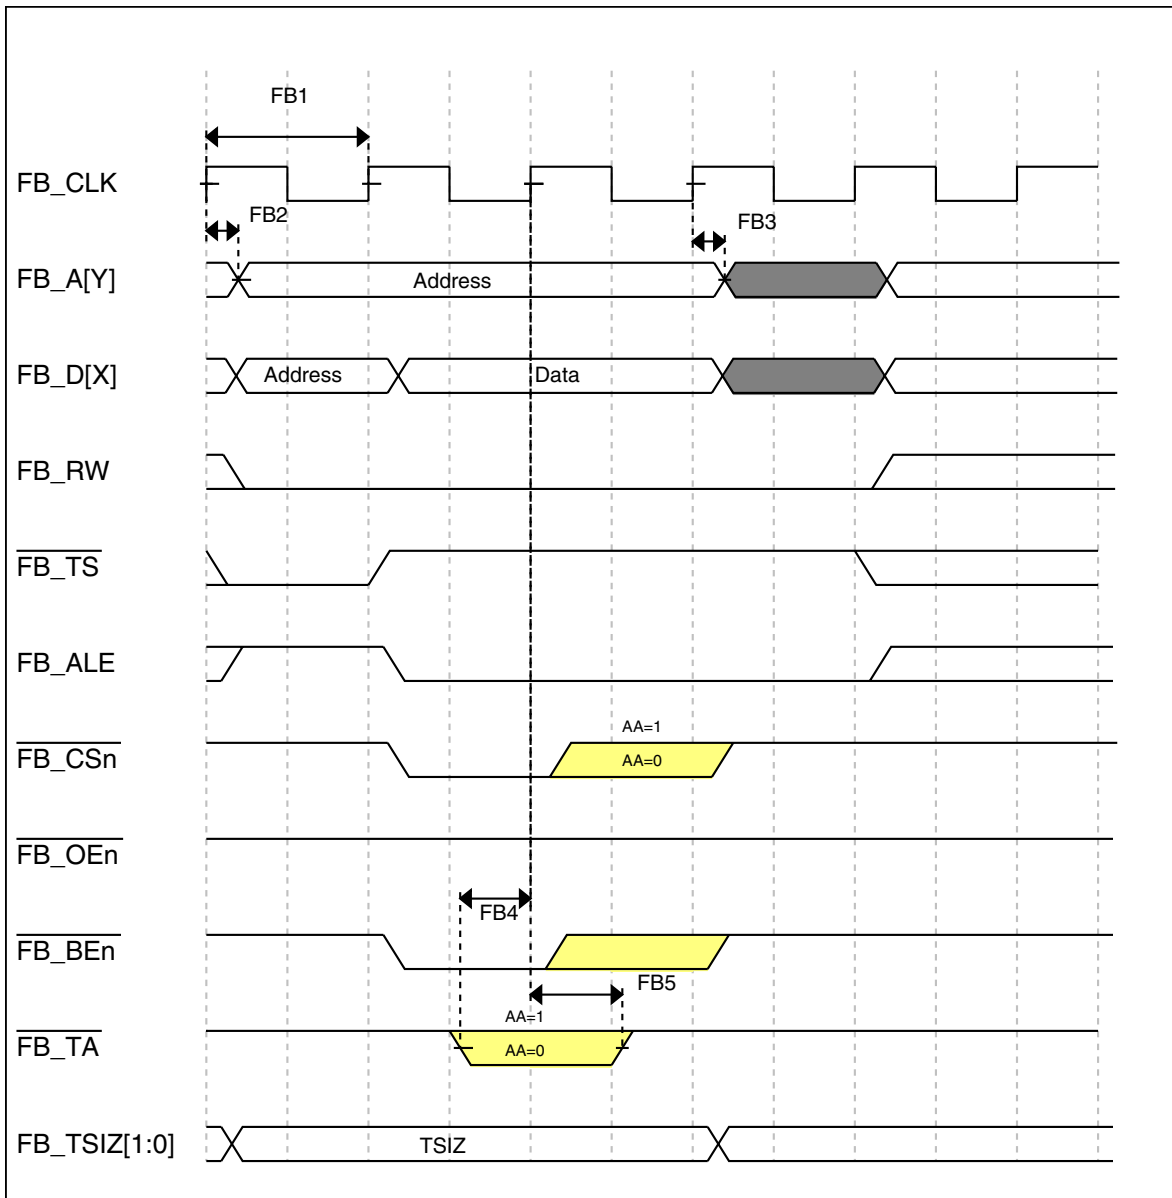 FB1
FB_CLK
FB2
FB3
FB_A[Y]
Address
FB_D[X]
Address
Data
FB_RW
FB_TS
FB_ALE
AA=1
FB_CSn
AA=0
FB_OEn
FB4
FB_BEn
FB5
AA=1
FB_TA
AA=0
FB_TSIZ[1:0]
TSIZ